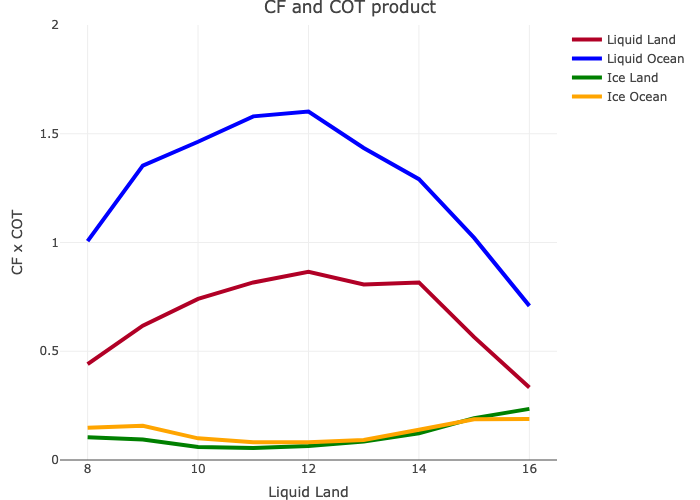 CF and COT product
2
1.5
1
0.5
0
CF x COT
8
10
12
14
16
Liquid Land
Liquid Land
Liquid Ocean
Ice Land
Ice Ocean